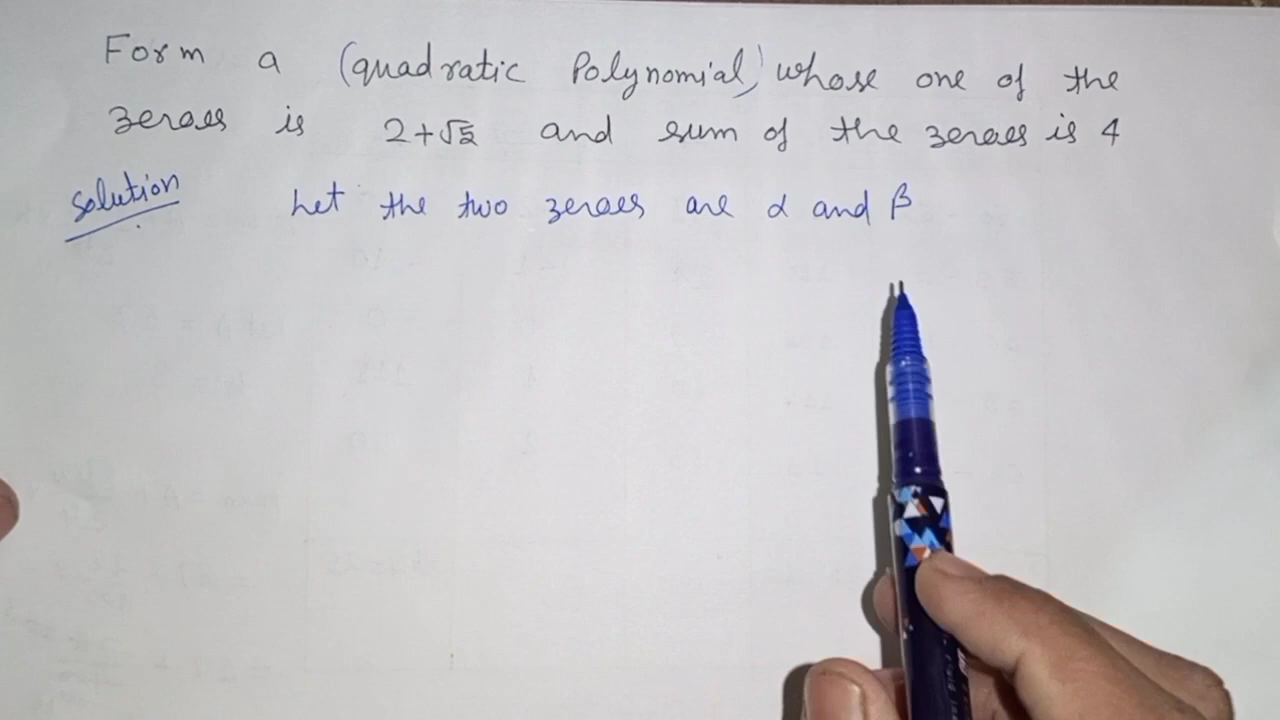 Form a (quadratic Polynomial) whose one of the
zeroes is 2+√5 and sum of the zeroes is 4
Solution Let the two zeroes are α and β